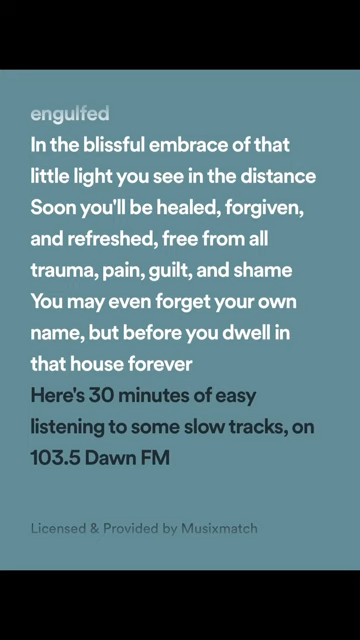 engulfed
In the blissful embrace of that
little light you see in the distance
Soon you'll be healed, forgiven,
and refreshed, free from all
trauma, pain, guilt, and shame
You may even forget your own
name, but before you dwell in
that house forever
Here's 30 minutes of easy
listening to some slow tracks, on
103.5 Dawn FM
Licensed & Provided by Musixmatch